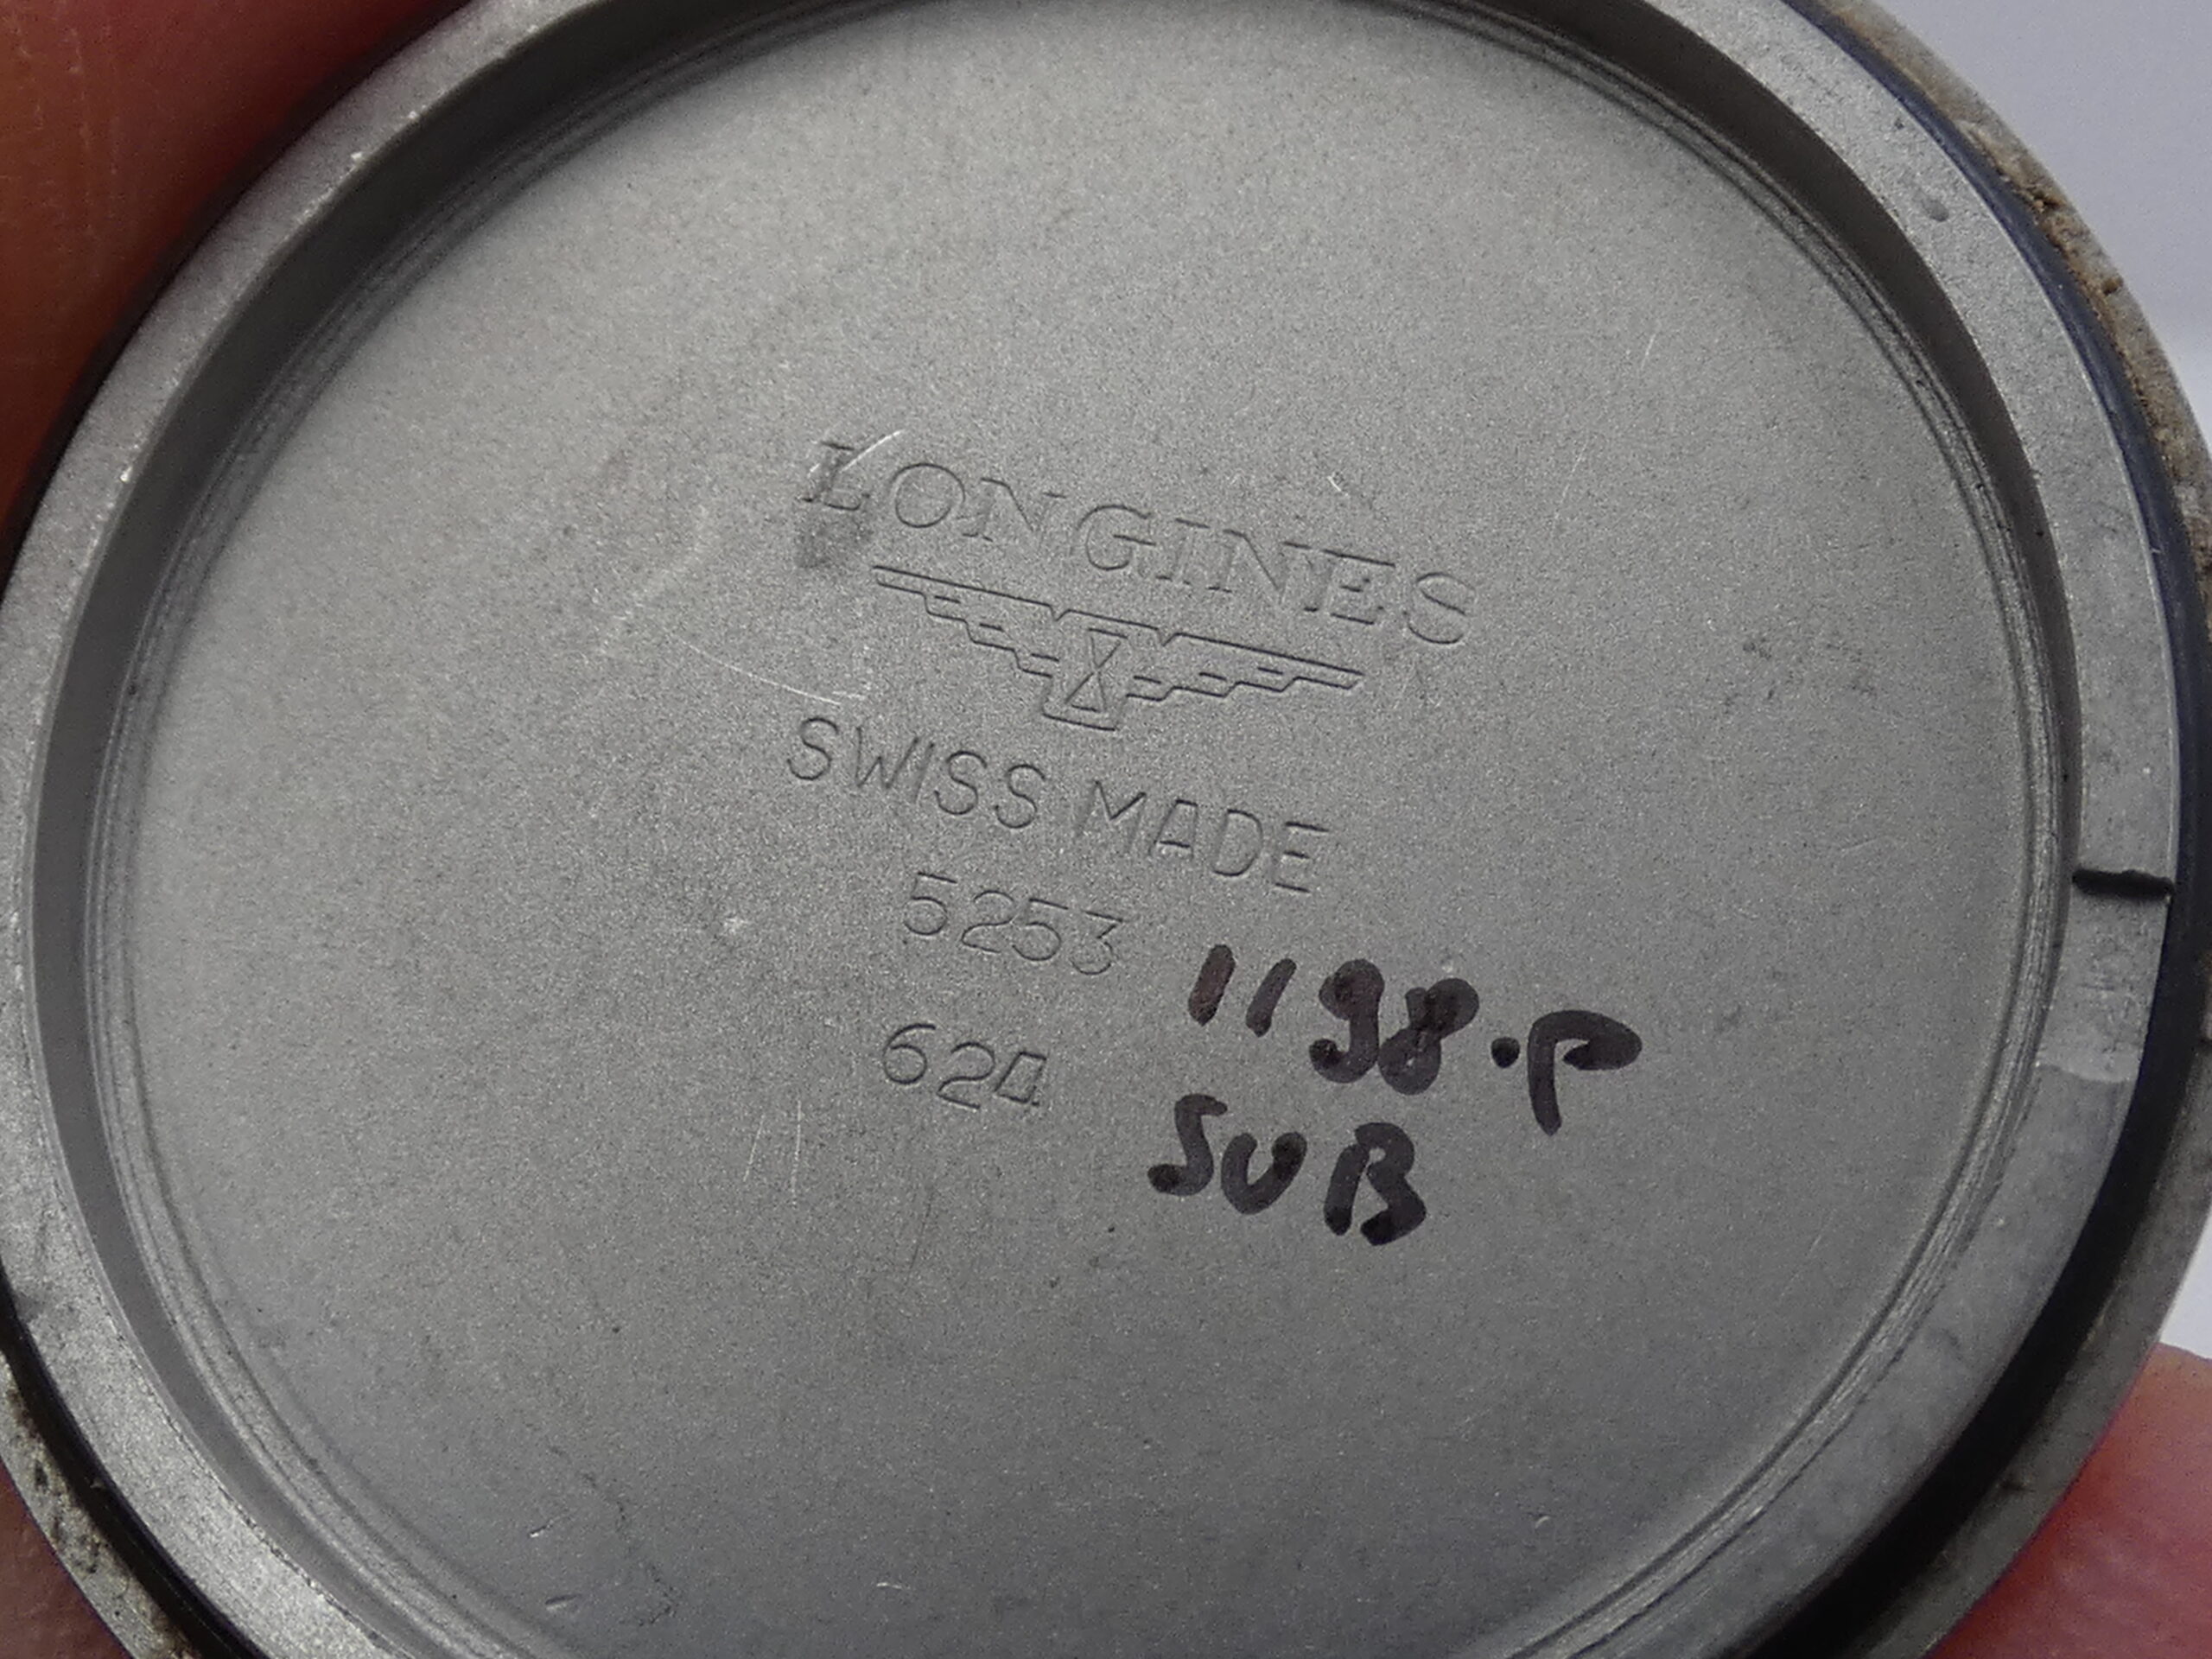 LONGINES
SWISS MADE
5253
624
1198.P
SUB